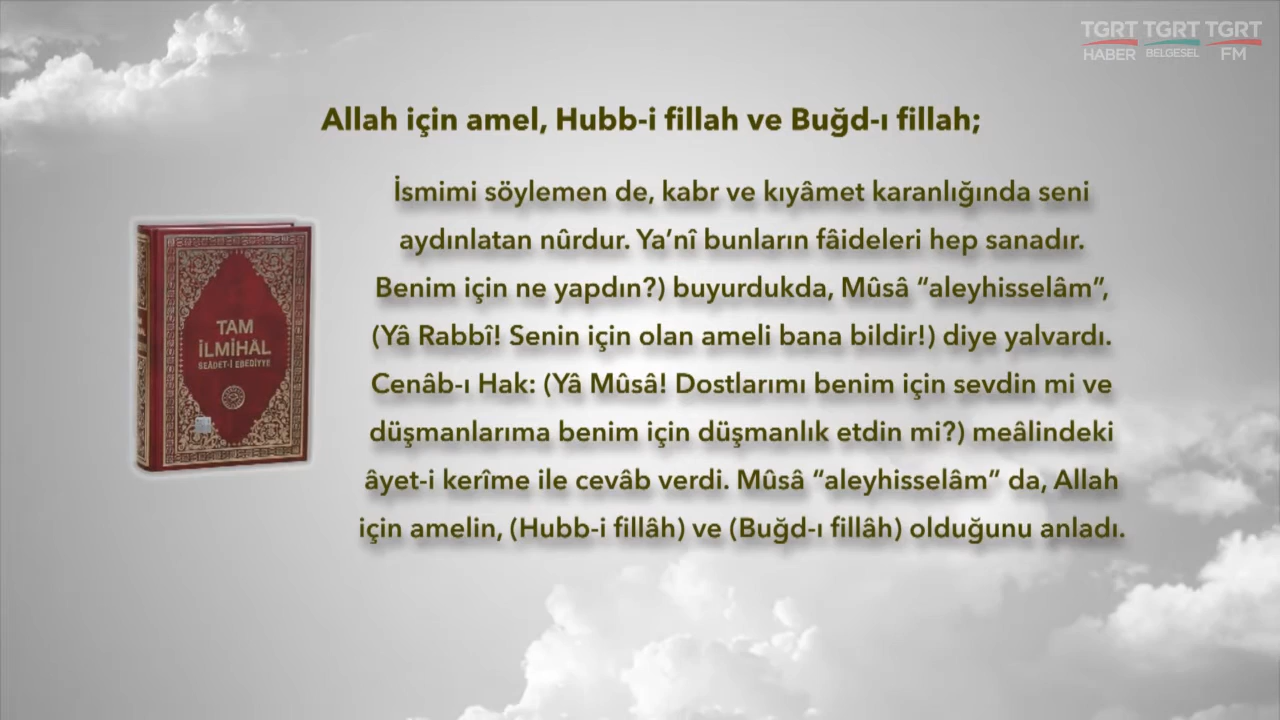 TGRT TGRT TGRT
HABER BELGESEL FM
Allah için amel, Hubb-i fillah ve Buğd-ı fillah;
İsmimi söylemen de, kabr ve kıyâmet karanlığında seni
aydınlatan nûrdur. Ya’nî bunların fâideleri hep sanadır.
Benim için ne yapdın?) buyurdukda, Mûsâ “aleyhisselâm”,
(Yâ Rabbî! Senin için olan ameli bana bildir!) diye yalvardı.
Cenâb-ı Hak: (Yâ Mûsâ! Dostlarımı benim için sevdin mi ve
düşmanlarıma benim için düşmanlık etdin mi?) meâlindeki
âyet-i kerîme ile cevâb verdi. Mûsâ “aleyhisselâm” da, Allah
için amelin, (Hubb-i fillâh) ve (Buğd-ı fillâh) olduğunu anladı.
TAM
İLMİHÂL
SEÂDET-İ EBEDİYYE